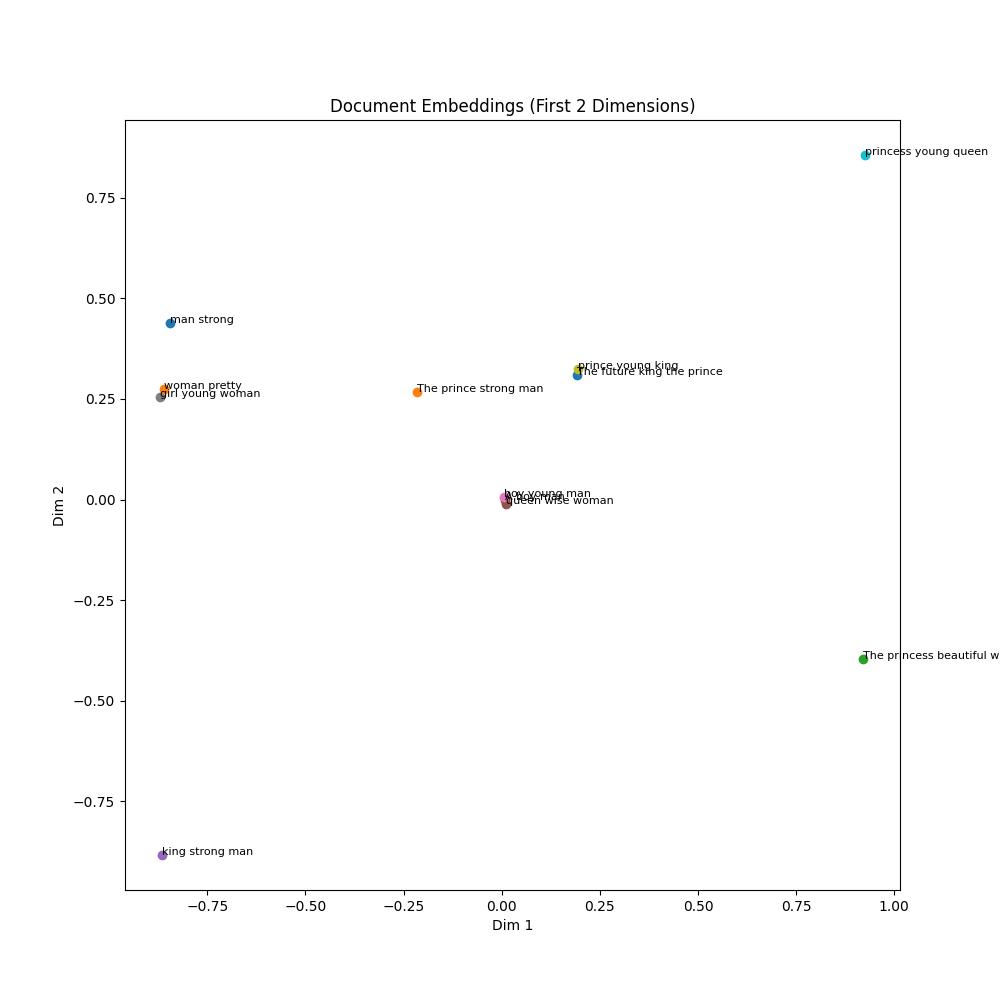 Document Embeddings (First 2 Dimensions)
princess young queen
0.75
0.50
man strong
prince young king
The future king the prince
woman pretty
The prince strong man
girl young woman
0.25
boy young man
boy man
queen wise woman
0.00
Dim 2
−0.25
−0.50
The princess beautiful w
−0.75
king strong man
−0.75
−0.50
−0.25
0.00
0.25
0.50
0.75
1.00
Dim 1